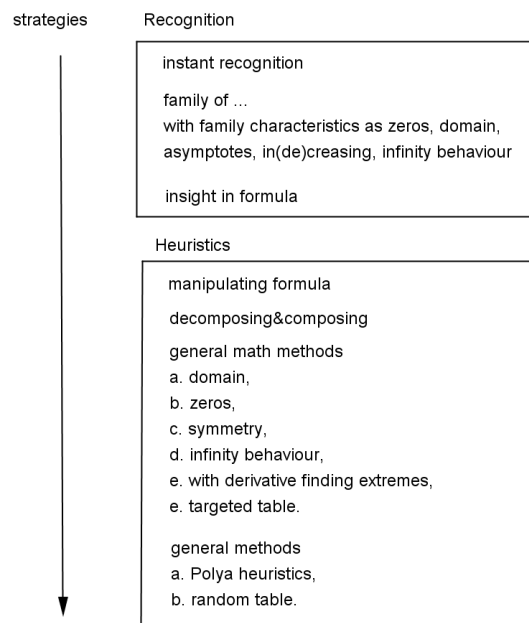 strategies
Recognition
instant recognition
family of ...
with family characteristics as zeros, domain,
asymptotes, in(de)creasing, infinity behaviour
insight in formula
Heuristics
manipulating formula
decomposing&composing
general math methods
a. domain,
b. zeros,
c. symmetry,
d. infinity behaviour,
e. with derivative finding extremes,
e. targeted table.
general methods
a. Polya heuristics,
b. random table.